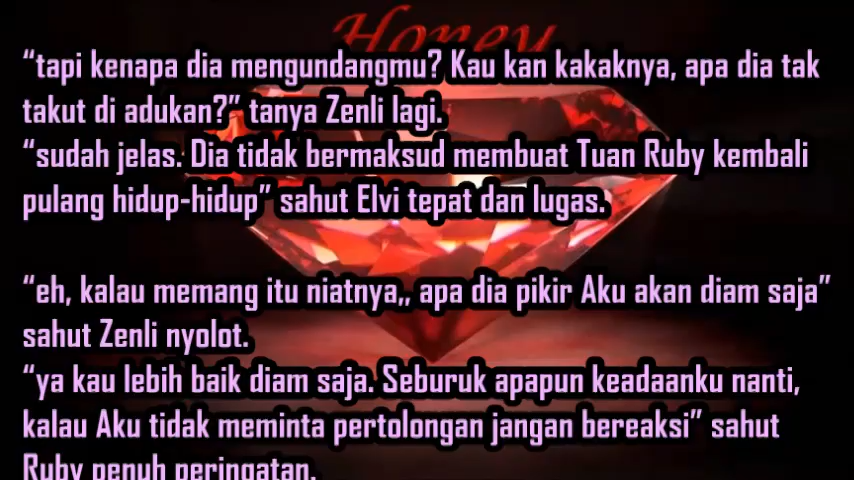 Honey
“tapi kenapa dia mengundangmu? Kau kan kakaknya, apa dia tak
takut di adukan?” tanya Zenli lagi.
“sudah jelas. Dia tidak bermaksud membuat Tuan Ruby kembali
pulang hidup-hidup” sahut Elvi tepat dan lugas.
“eh, kalau memang itu niatnya,, apa dia pikir Aku akan diam saja”
sahut Zenli nyolot.
“ya kau lebih baik diam saja. Seburuk apapun keadaanku nanti,
kalau Aku tidak meminta pertolongan jangan bereaksi” sahut
Ruby penuh peringatan.